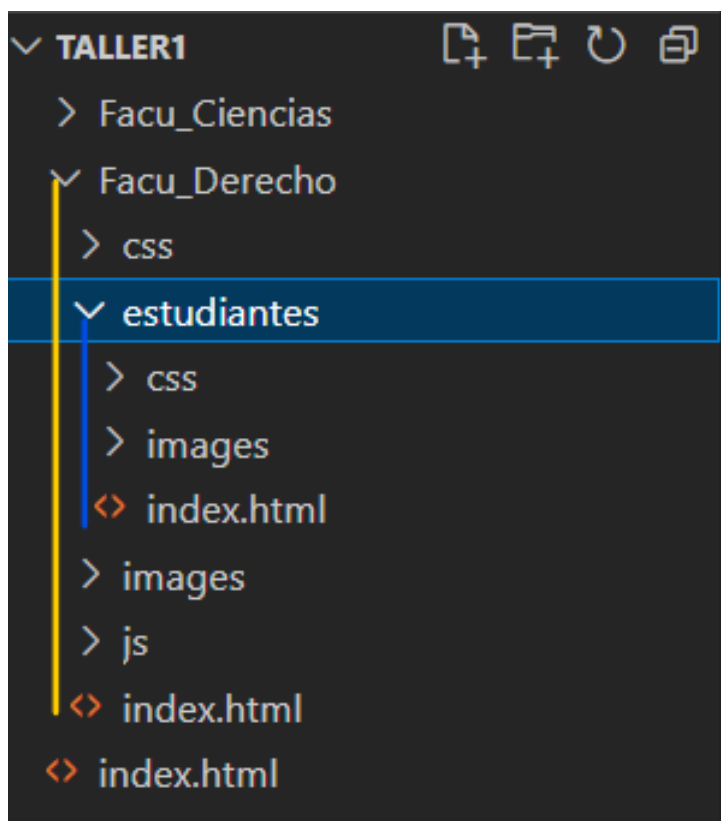 TALLER1
Facu_Ciencias
Facu_Derecho
css
estudiantes
css
images
index.html
images
js
index.html
index.html